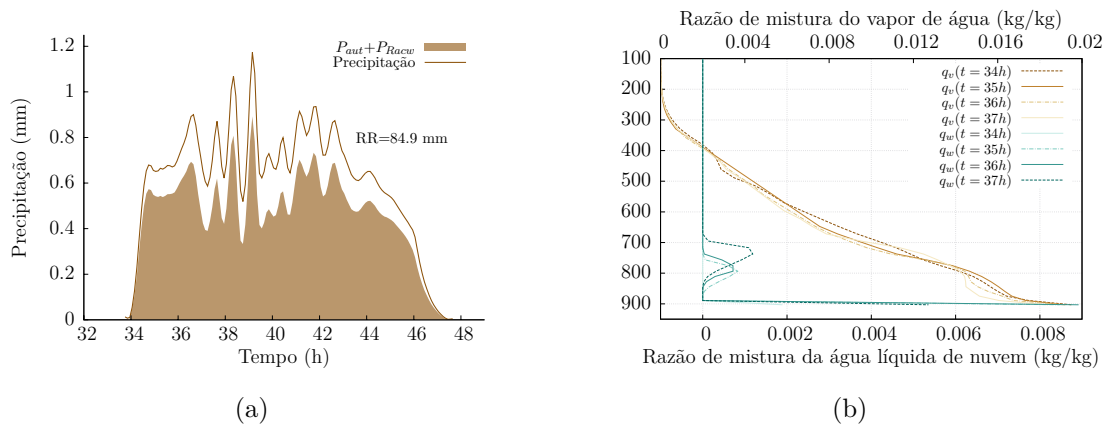 1.2
1
0.8
0.6
0.4
0.2
0
32 34 36 38 40 42 44 46 48
Precipitação (mm)
Tempo (h)
P_{aut}+P_{Racw}
Precipitação
RR=84.9 mm
(a)
Razão de mistura do vapor de água (kg/kg)
0 0.004 0.008 0.012 0.016 0.02
100
200
300
400
500
600
700
800
900
q_v(t = 34h)
q_v(t = 35h)
q_v(t = 36h)
q_v(t = 37h)
q_w(t = 34h)
q_w(t = 35h)
q_w(t = 36h)
q_w(t = 37h)
0 0.002 0.004 0.006 0.008
Razão de mistura da água líquida de nuvem (kg/kg)
(b)